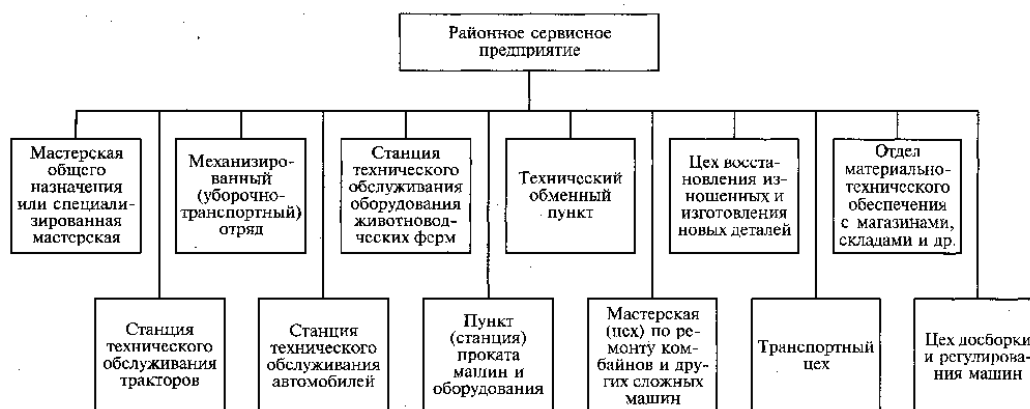 Районное сервисное
предприятие
Мастерская
общего
назначения
или специали-
зированная
мастерская
Механизиро-
ванный
(уборочно-
транспортный)
отряд
Станция
технического
обслуживания
оборудования
животновод-
ческих ферм
Технический
обменный
пункт
Цех восста-
новления из-
ношенных и
изготовления
новых деталей
Отдел
материально-
технического
обеспечения
с магазинами,
складами и др.
Станция
технического
обслуживания
тракторов
Станция
технического
обслуживания
автомобилей
Пункт
(станция)
проката
машин и
оборудования
Мастерская
(цех) по ре-
монту ком-
байнов и дру-
гих сложных
машин
Транспортный
цех
Цех досборки
и регулирова-
ния машин